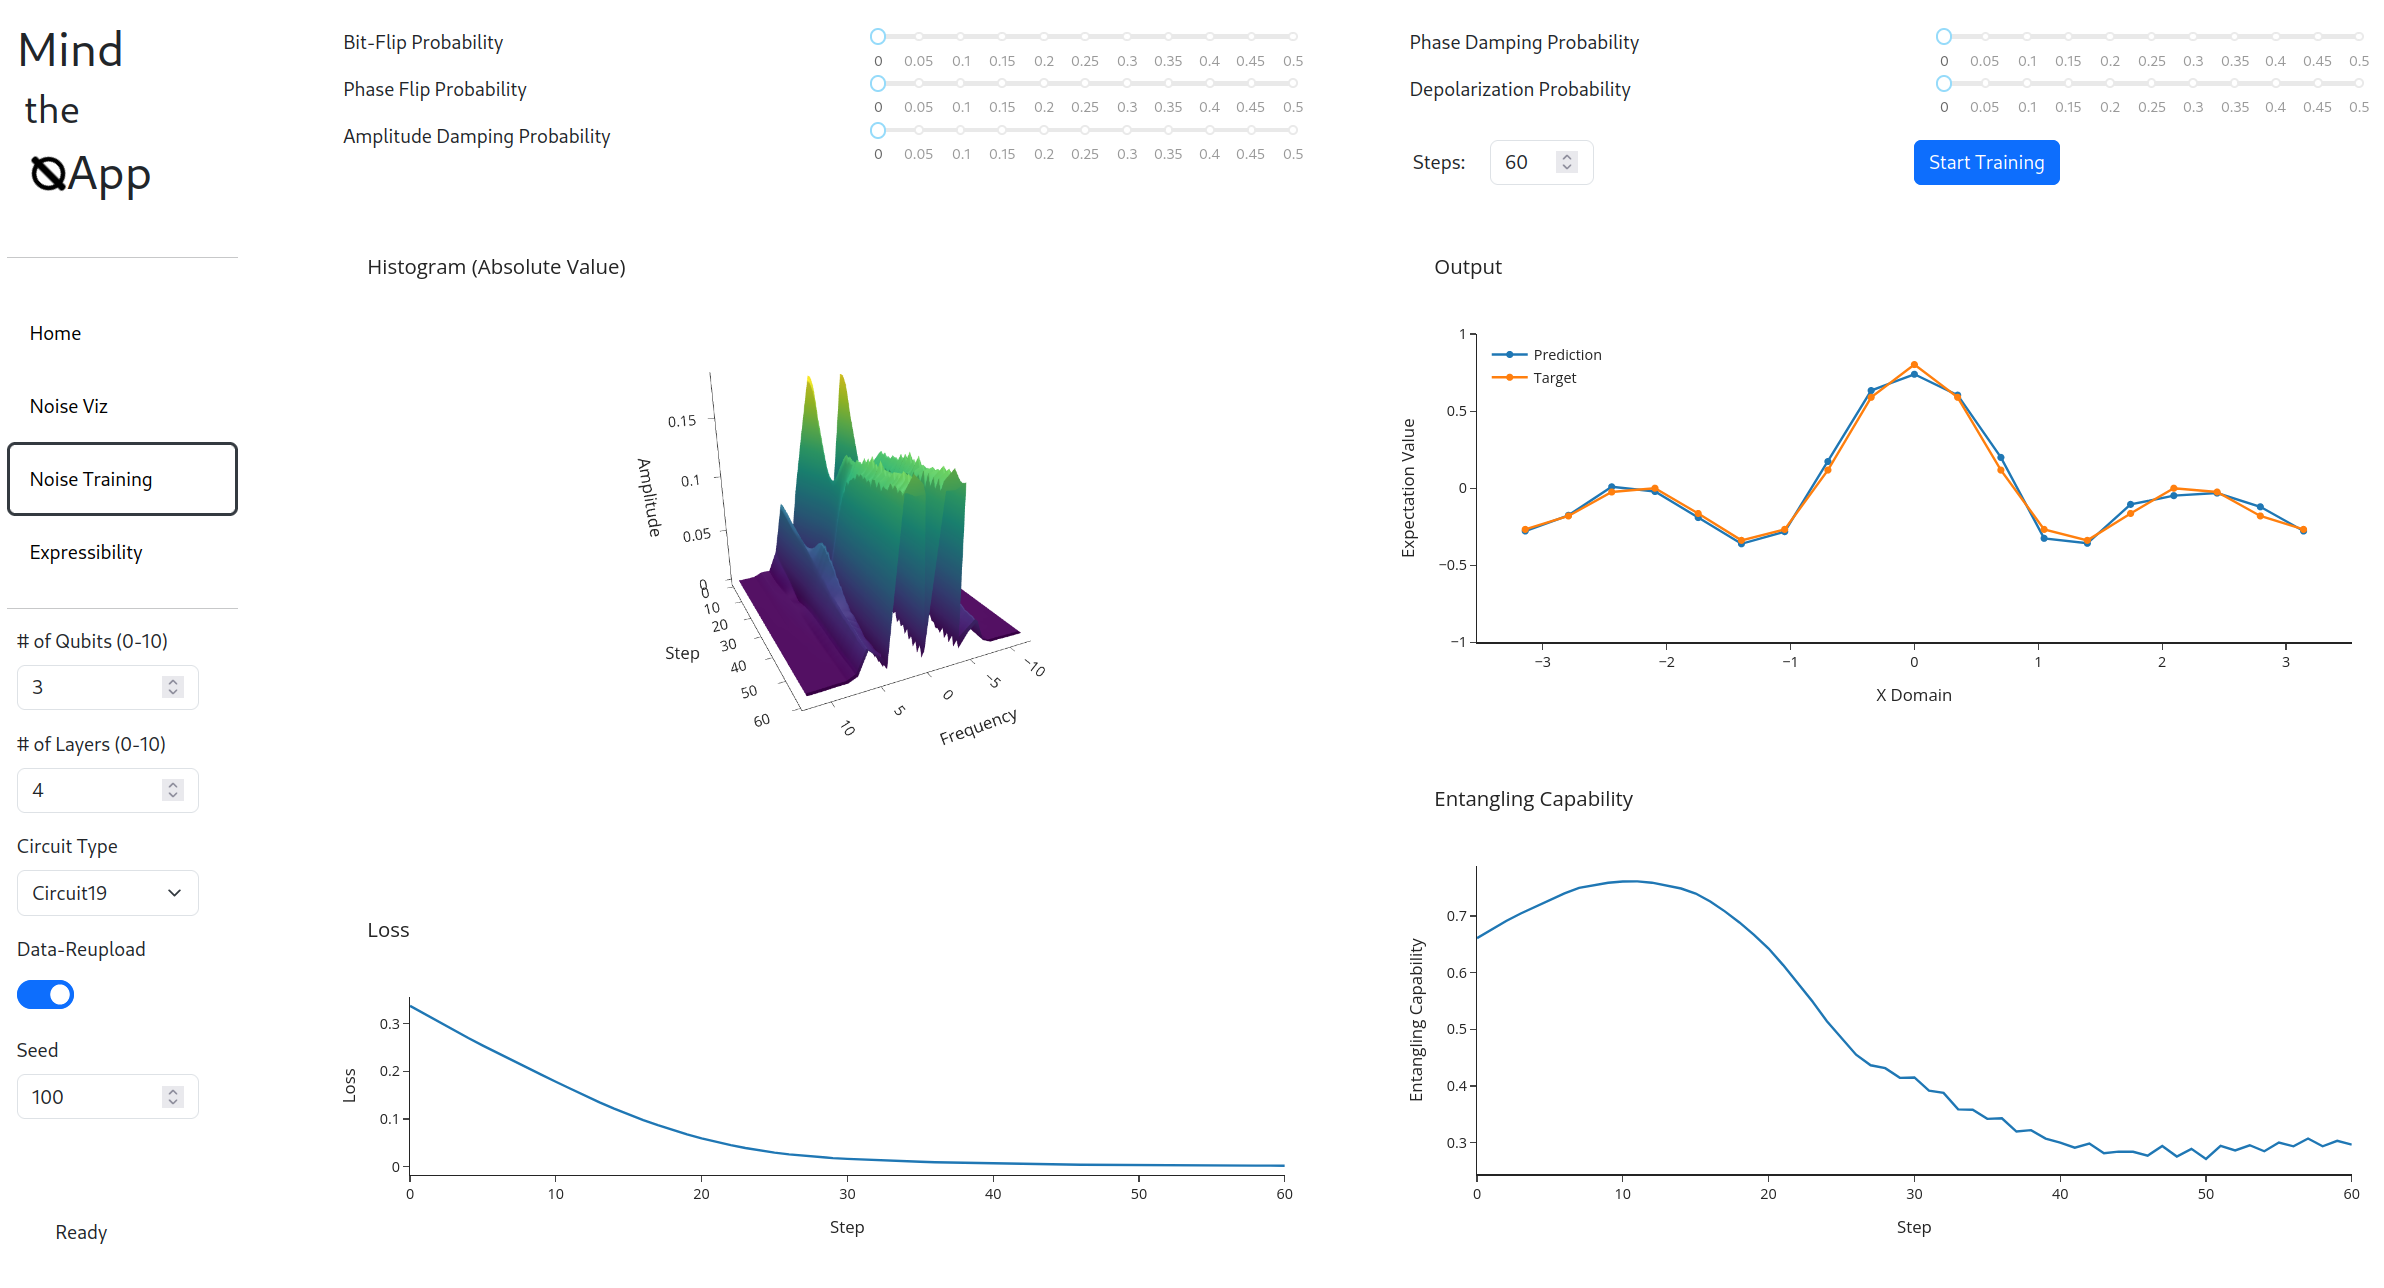 Mind
the
App
Home
Noise Viz
Noise Training
Expressibility
# of Qubits (0-10)
3
# of Layers (0-10)
4
Circuit Type
Circuit19
Data-Reupload
Seed
100
Ready
Bit-Flip Probability
0 0.05 0.1 0.15 0.2 0.25 0.3 0.35 0.4 0.45 0.5
Phase Flip Probability
0 0.05 0.1 0.15 0.2 0.25 0.3 0.35 0.4 0.45 0.5
Amplitude Damping Probability
0 0.05 0.1 0.15 0.2 0.25 0.3 0.35 0.4 0.45 0.5
Phase Damping Probability
0 0.05 0.1 0.15 0.2 0.25 0.3 0.35 0.4 0.45 0.5
Depolarization Probability
0 0.05 0.1 0.15 0.2 0.25 0.3 0.35 0.4 0.45 0.5
Steps: 60
Start Training
Histogram (Absolute Value)
Amplitude
0.15
0.1
0.05
0
0
10
20
30
40
50
60
Step
10 5 0 −5 −10
Frequency
Output
Prediction
Target
Expectation Value
1
0.5
0
−0.5
−1
−3 −2 −1 0 1 2 3
X Domain
Loss
Loss
0.3
0.2
0.1
0
0 10 20 30 40 50 60
Step
Entangling Capability
Entangling Capability
0.7
0.6
0.5
0.4
0.3
0 10 20 30 40 50 60
Step